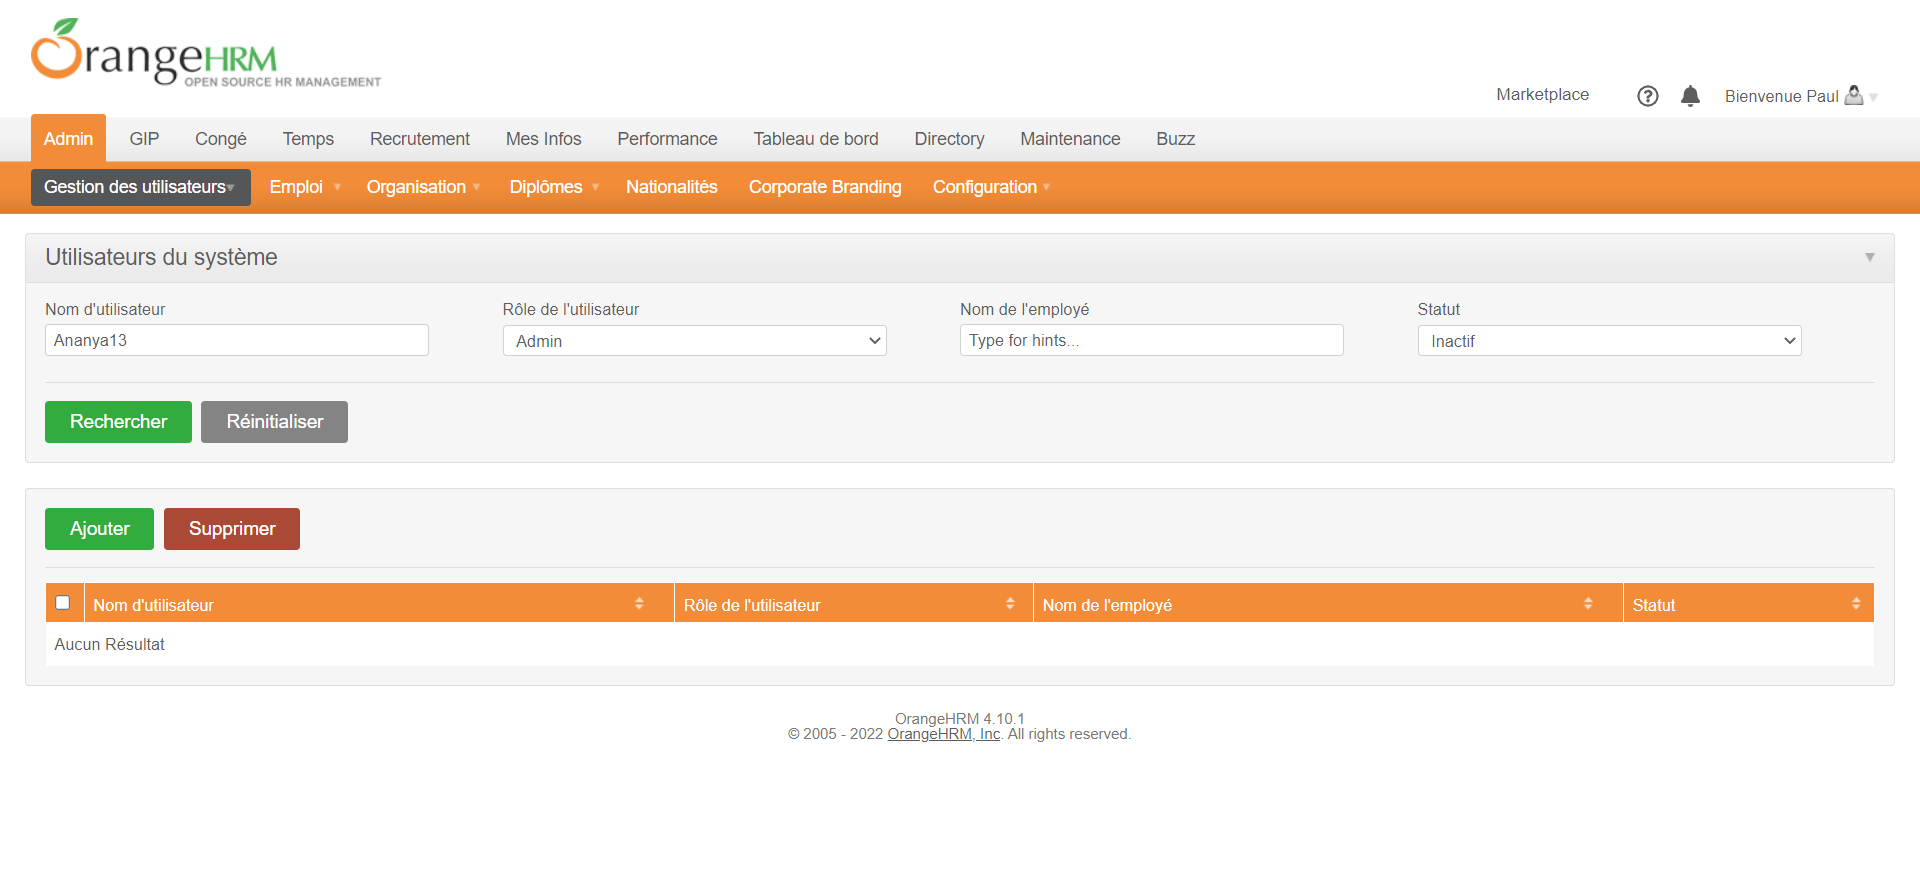 OrangeHRM
OPEN SOURCE HR MANAGEMENT
Marketplace
Bienvenue Paul
Admin GIP Congé Temps Recrutement Mes Infos Performance Tableau de bord Directory Maintenance Buzz
Gestion des utilisateurs Emploi Organisation Diplômes Nationalités Corporate Branding Configuration
Utilisateurs du système
Nom d'utilisateur Rôle de l'utilisateur Nom de l'employé Statut
Ananya13 Admin Type for hints... Inactif
Rechercher Réinitialiser
Ajouter Supprimer
Nom d'utilisateur Rôle de l'utilisateur Nom de l'employé Statut
Aucun Résultat
OrangeHRM 4.10.1
© 2005 - 2022 OrangeHRM, Inc. All rights reserved.